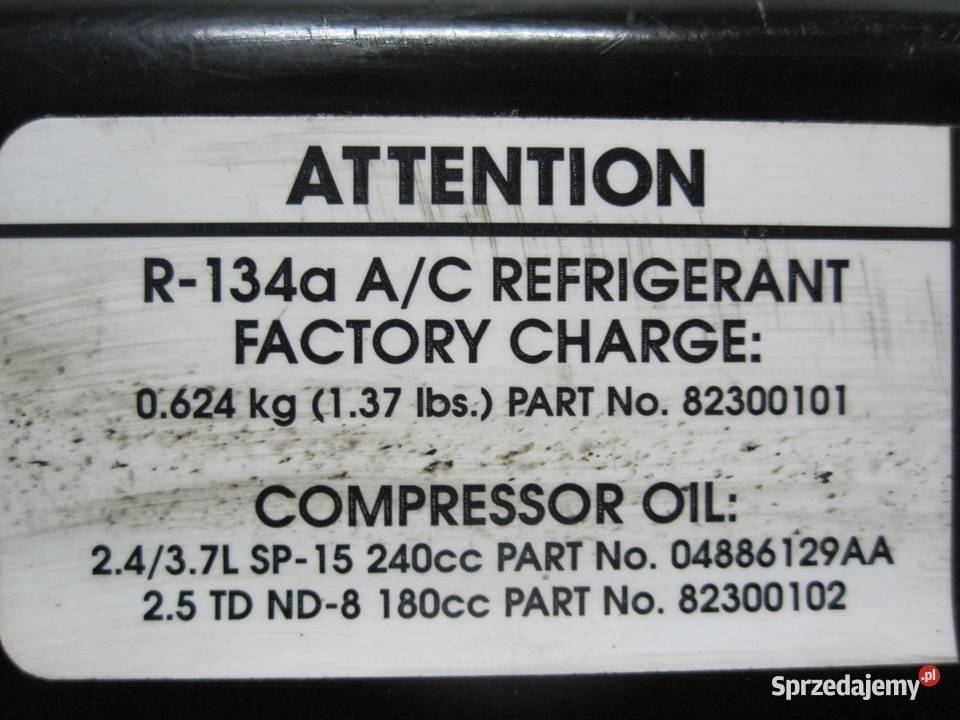 ATTENTION
R-134a A/C REFRIGERANT
FACTORY CHARGE:
0.624 kg (1.37 lbs.) PART No. 82300101
COMPRESSOR OIL:
2.4/3.7L SP-15 240cc PART No. 04886129AA
2.5 TD ND-8 180cc PART No. 82300102
Sprzedajemy.pl